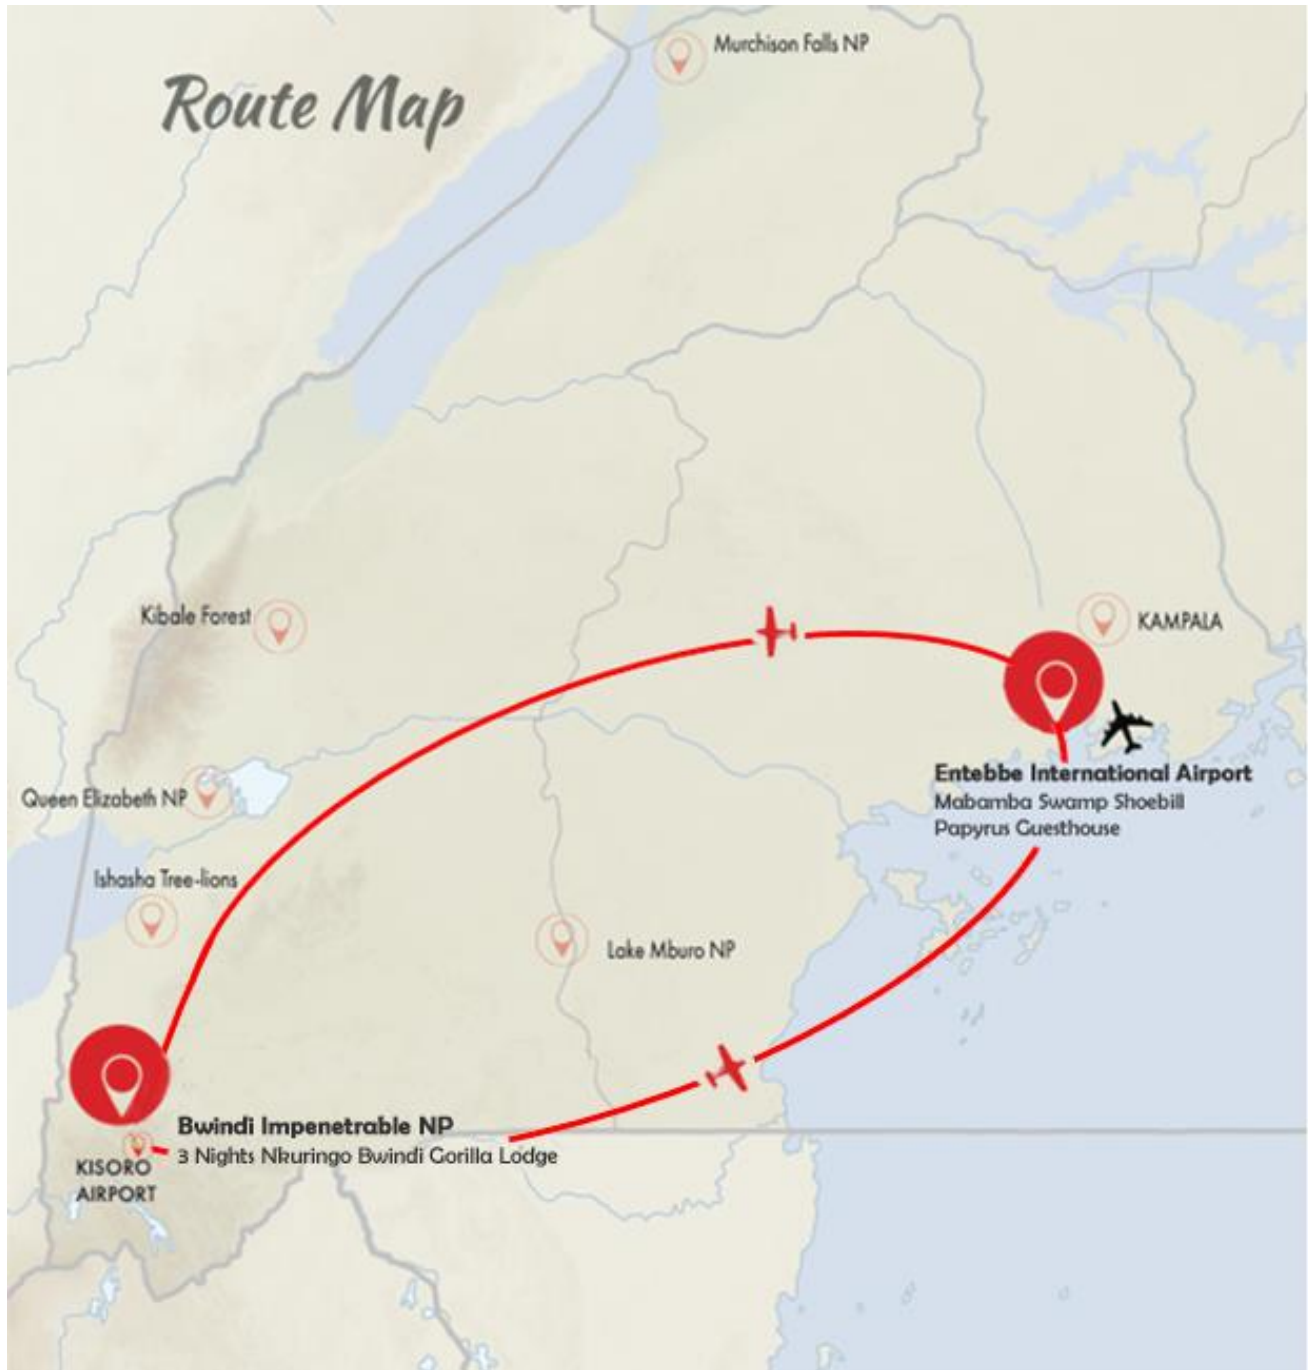 Route Map
Murchison Falls NP
Kibale Forest
KAMPALA
Queen Elizabeth NP
Entebbe International Airport
Mabamba Swamp Shoebill
Papyrus Guesthouse
Ishasha Tree-lions
Lake Mburo NP
Bwindi Impenetrable NP
3 Nights Nkuringo Bwindi Gorilla Lodge
KISORO
AIRPORT